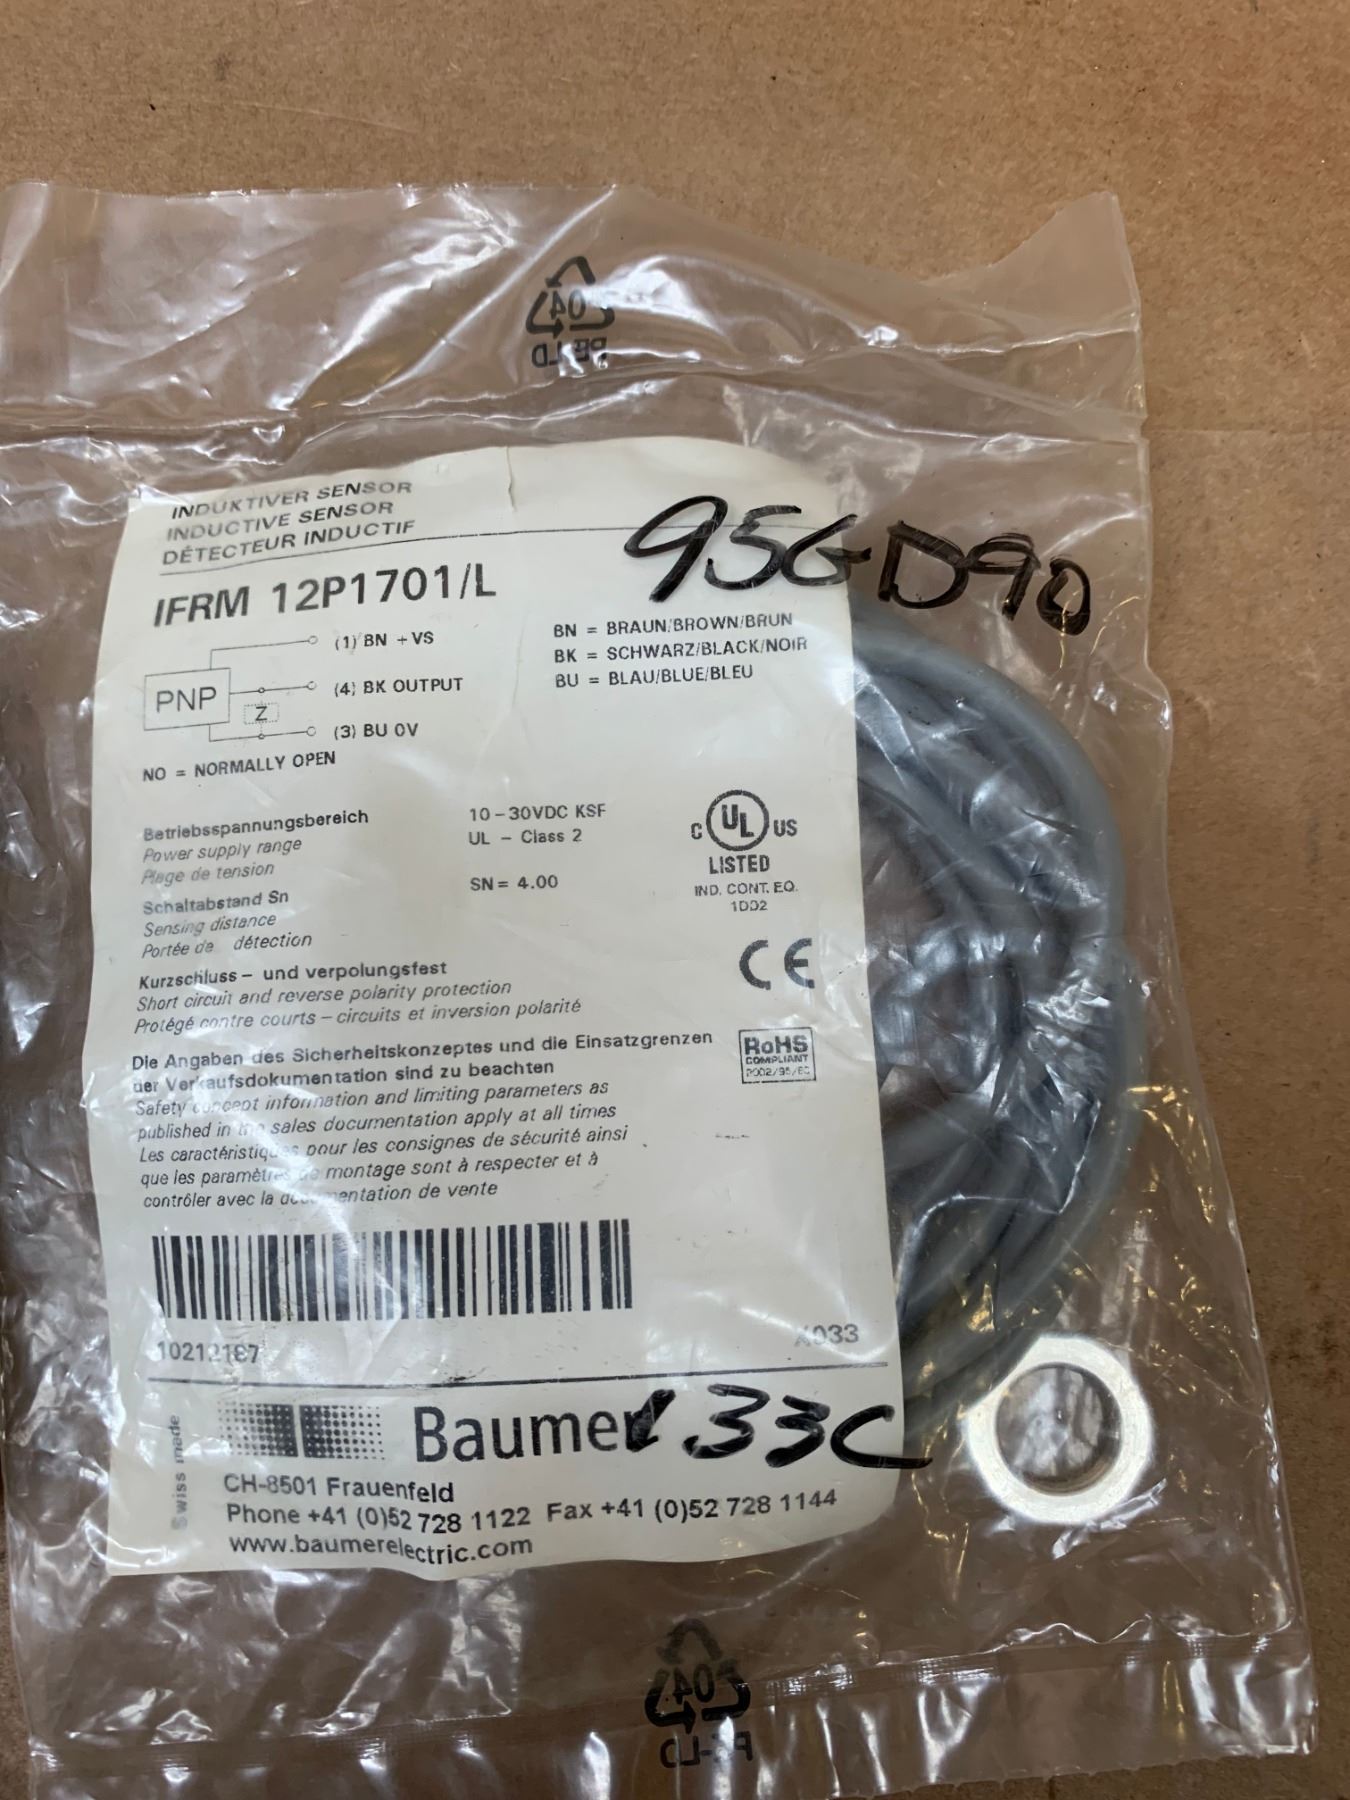 04
PE-LD
INDUKTIVER SENSOR
INDUCTIVE SENSOR
DÉTECTEUR INDUCTIF
95GD90
IFRM 12P1701/L
(1) BN +VS
PNP
(4) BK OUTPUT
Z
(3) BU 0V
NO = NORMALLY OPEN
BN = BRAUN/BROWN/BRUN
BK = SCHWARZ/BLACK/NOIR
BU = BLAU/BLUE/BLEU
Betriebsspannungsbereich 10-30VDC KSF
Power supply range UL - Class 2
Plage de tension
Schaltabstand Sn SN = 4.00
Sensing distance
Portée de détection
C UL US
LISTED
IND. CONT. EQ.
1DD2
CE
Kurzschluss- und verpolungsfest
Short circuit and reverse polarity protection
Protégé contre courts-circuits et inversion polarité
RoHS
COMPLIANT
2002/95/EC
Die Angaben des Sicherheitskonzeptes und die Einsatzgrenzen
der Verkaufsdokumentation sind zu beachten
Safety concept information and limiting parameters as
published in the sales documentation apply at all times
Les caractéristiques pour les consignes de sécurité ainsi
que les paramètres de montage sont à respecter et à
contrôler avec la documentation de vente
10212187
X033
Swiss made
Baumer
L33C
CH-8501 Frauenfeld
Phone +41 (0)52 728 1122 Fax +41 (0)52 728 1144
www.baumerelectric.com
04
PE-LD